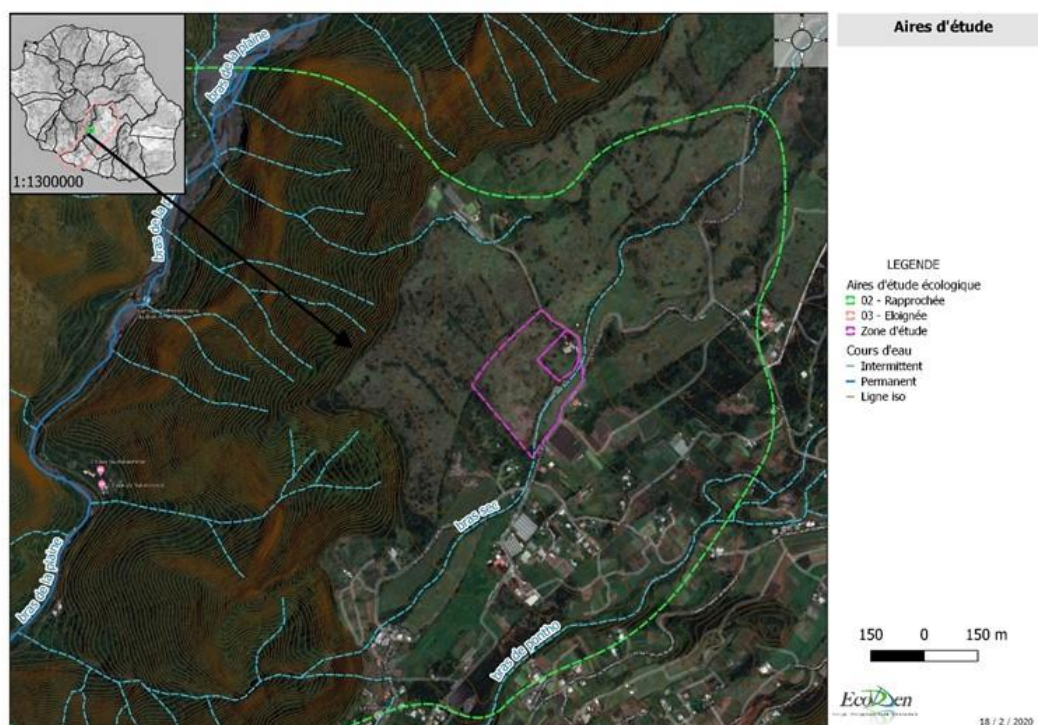 Aires d'étude
1:1300000
bras de la plaine
bras de la p
bras de la plaine
bras sec
bras de pontho
LEGENDE
Aires d'étude écologique
02 - Rapprochée
03 - Eloignée
Zone d'étude
Cours d'eau
Intermittent
Permanent
Ligne iso
150 0 150 m
18 / 2 / 2020